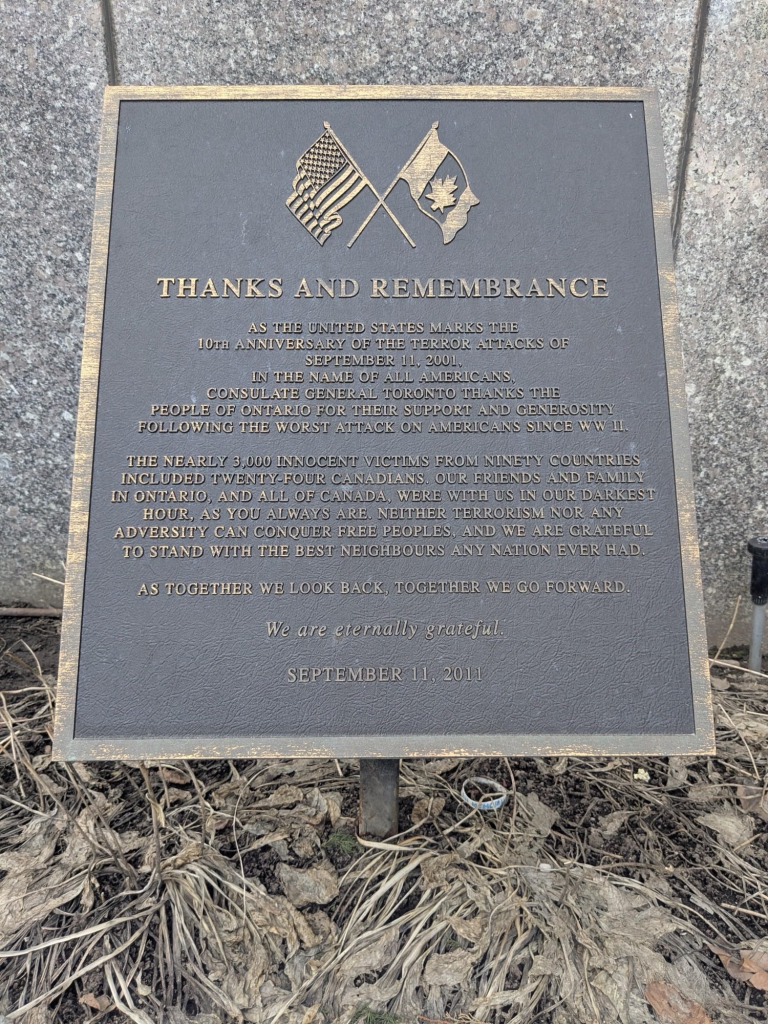 THANKS AND REMEMBRANCE
AS THE UNITED STATES MARKS THE
10TH ANNIVERSARY OF THE TERROR ATTACKS OF
SEPTEMBER 11, 2001,
IN THE NAME OF ALL AMERICANS,
CONSULATE GENERAL TORONTO THANKS THE
PEOPLE OF ONTARIO FOR THEIR SUPPORT AND GENEROSITY
FOLLOWING THE WORST ATTACK ON AMERICANS SINCE WW II.
THE NEARLY 3,000 INNOCENT VICTIMS FROM NINETY COUNTRIES
INCLUDED TWENTY-FOUR CANADIANS. OUR FRIENDS AND FAMILY
IN ONTARIO, AND ALL OF CANADA, WERE WITH US IN OUR DARKEST
HOUR, AS YOU ALWAYS ARE. NEITHER TERRORISM NOR ANY
ADVERSITY CAN CONQUER FREE PEOPLES, AND WE ARE GRATEFUL
TO STAND WITH THE BEST NEIGHBOURS ANY NATION EVER HAD.
AS TOGETHER WE LOOK BACK, TOGETHER WE GO FORWARD.
We are eternally grateful.
SEPTEMBER 11, 2011